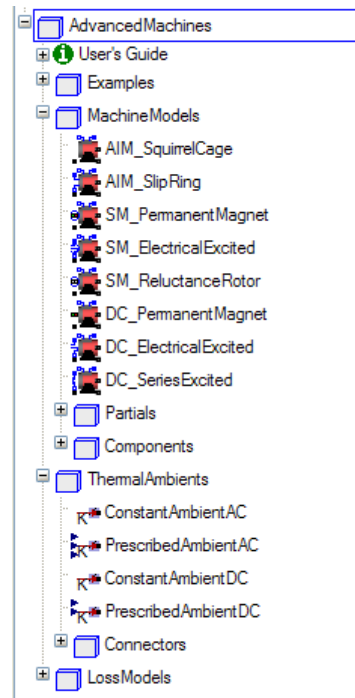 AdvancedMachines
User's Guide
Examples
MachineModels
AIM_SquirrelCage
AIM_SlipRing
SM_PermanentMagnet
SM_ElectricalExcited
SM_ReluctanceRotor
DC_PermanentMagnet
DC_ElectricalExcited
DC_SeriesExcited
Partials
Components
ThermalAmbients
K ConstantAmbientAC
K PrescribedAmbientAC
K ConstantAmbientDC
K PrescribedAmbientDC
Connectors
LossModels